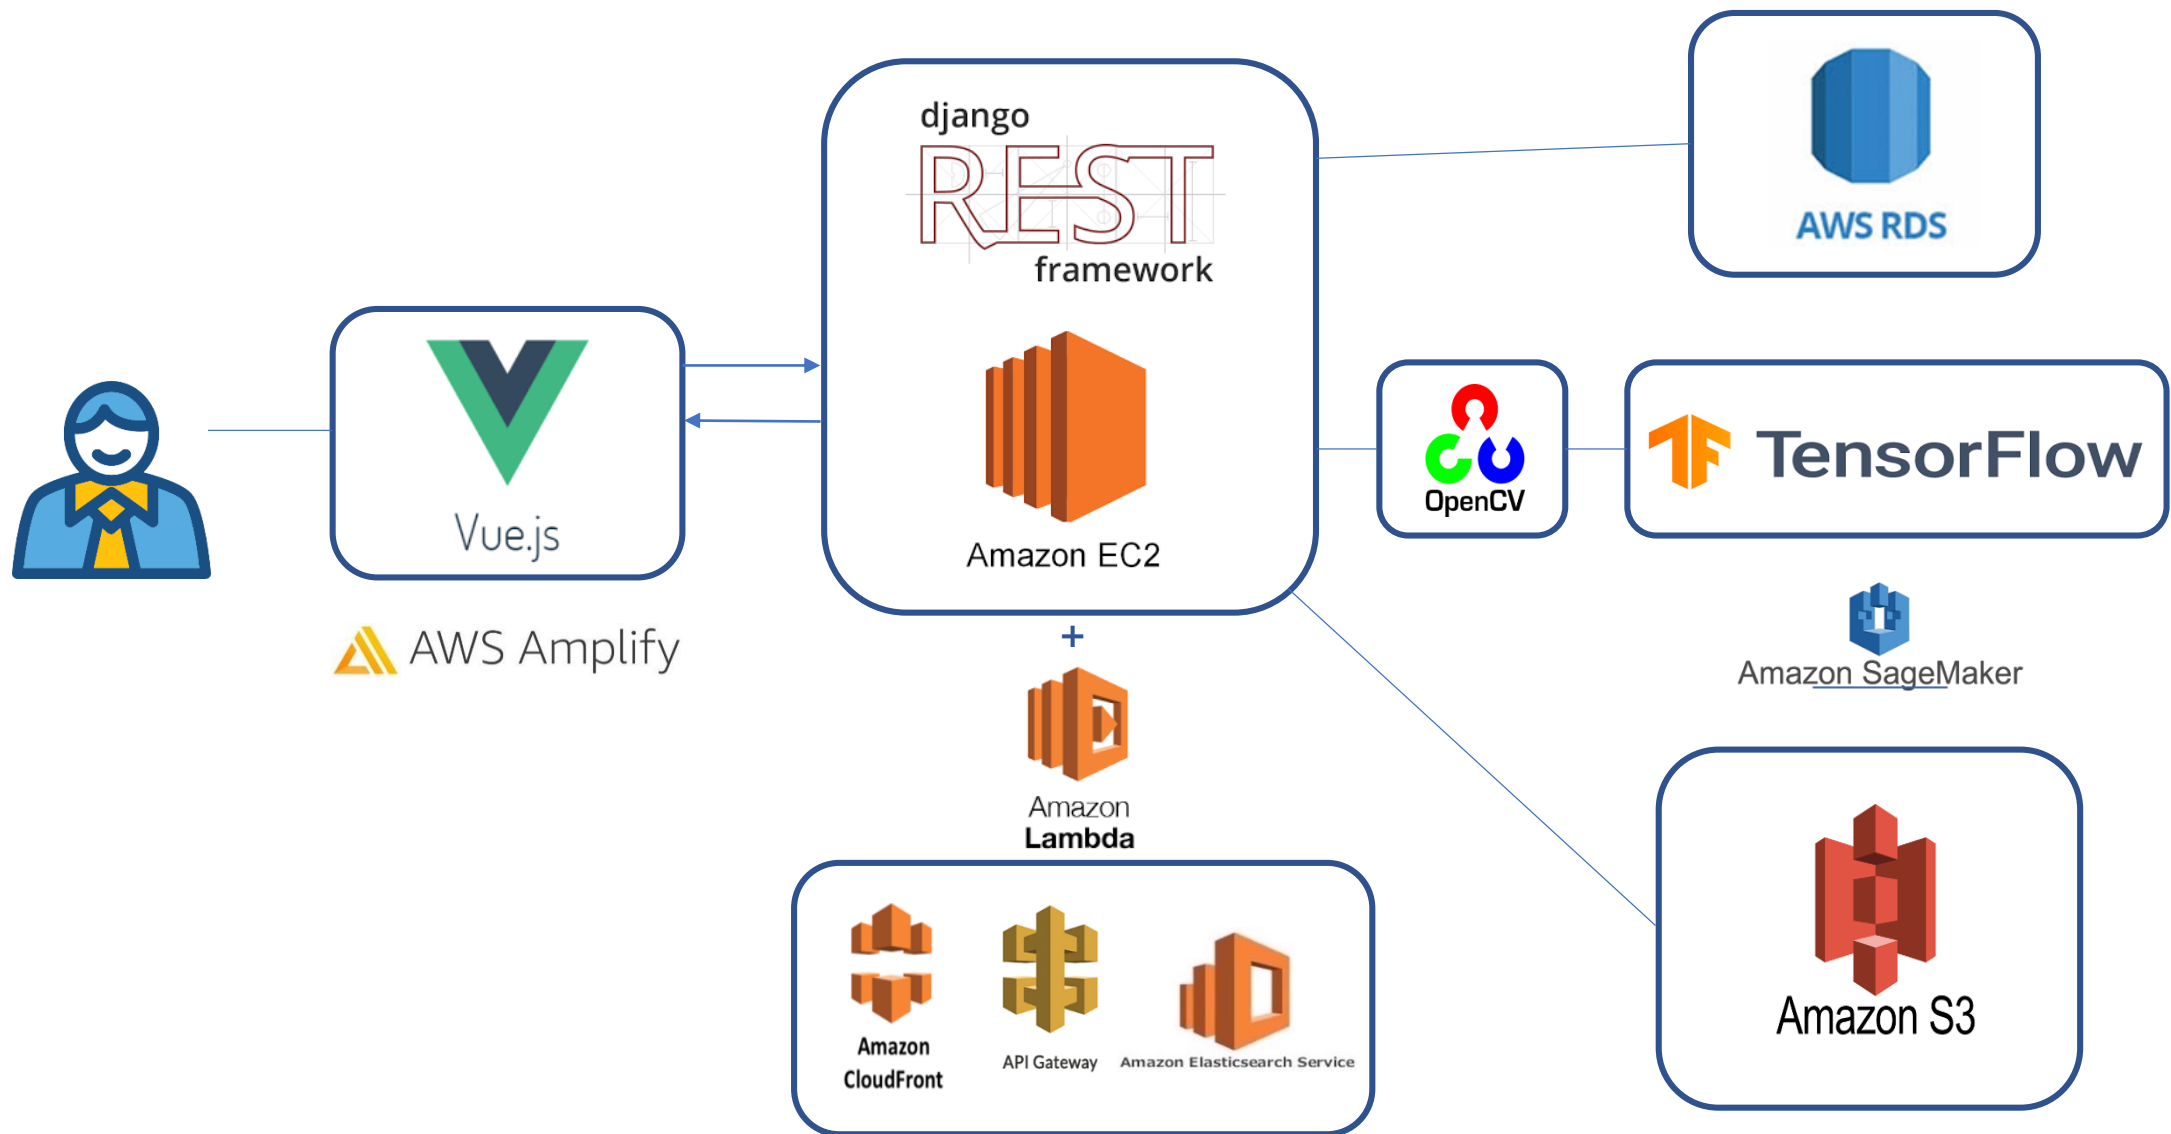 django
REST
framework
Amazon EC2
AWS RDS
Vue.js
AWS Amplify
OpenCV
TensorFlow
Amazon SageMaker
+
Amazon
Lambda
Amazon
CloudFront
API Gateway
Amazon Elasticsearch Service
Amazon S3